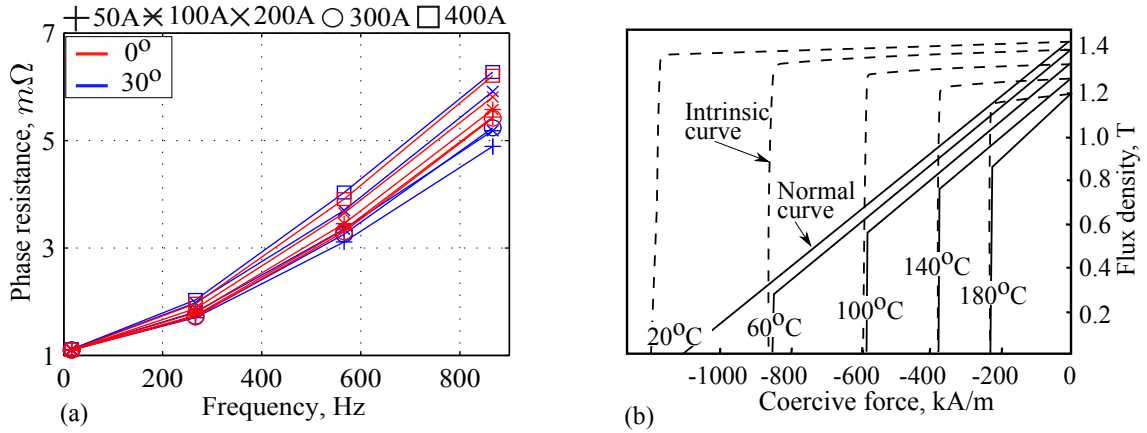 50A 100A 200A 300A 400A
7
5
3
1
0°
30°
Phase resistance, mΩ
0 200 400 600 800
Frequency, Hz
(a)
Intrinsic
curve
Normal
curve
20°C
60°C
100°C
140°C
180°C
1.4
1.2
1.0
0.8
0.6
0.4
0.2
Flux density, T
-1000 -800 -600 -400 -200 0
Coercive force, kA/m
(b)